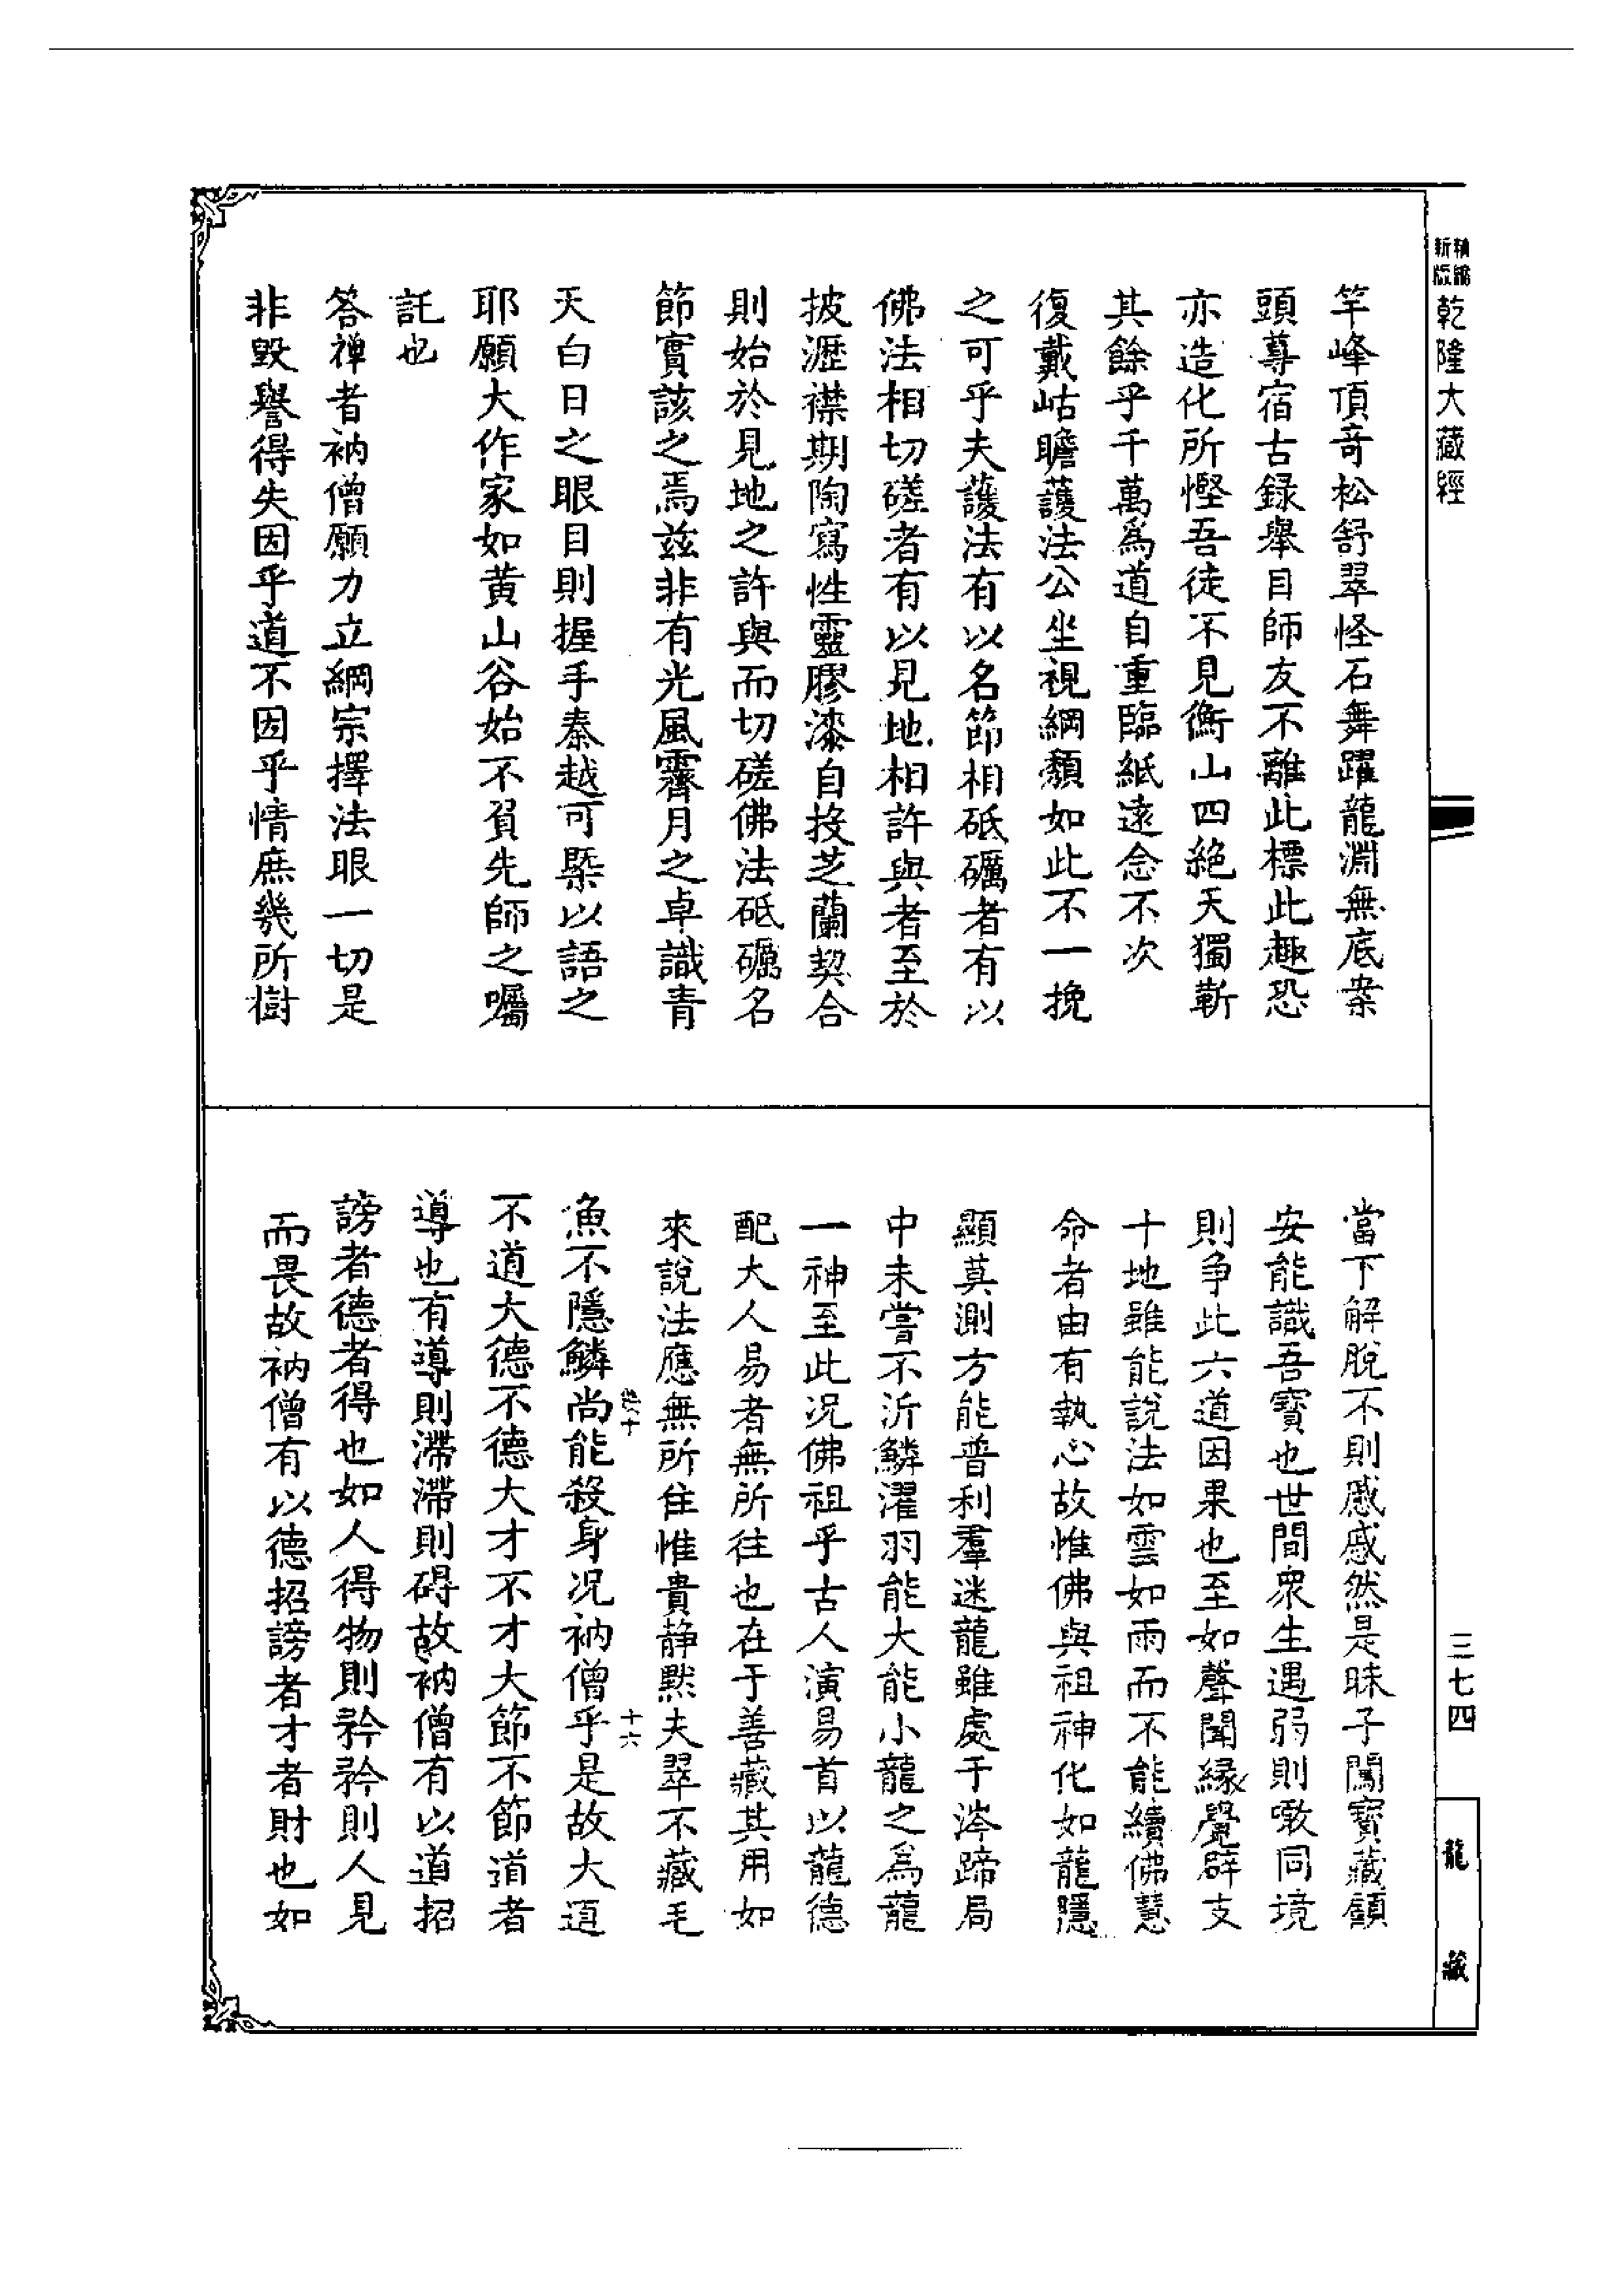 乾隆大藏經
竿峰頂奇松舒翠怪石舞躍龍淵無底案
頭蓴宿古錄舉目師友不離此標此趣恐
亦造化所慳吾徒不見衡山四絕天獨蘄
其餘乎千萬爲道自重臨紙遠念不次
復戴岵瞻護法公坐視綱頹如此不一挽
之可乎夫護法有以名節相砥礪者有以
佛法相切磋者有以見地相許與者至於
披瀝襟期陶寫性靈膠漆自投芝蘭契合
則始於見地之許與而切磋佛法砥礪名
節實該之焉茲非有光風霽月之卓識青
天白日之眼目則握手秦越可槩以語之
耶願大作家如黃山谷始不負先師之囑
託也
答禪者衲僧願力立綱宗擇法眼一切是
非毀譽得失因乎道不因乎情庶幾所樹
當下解脫不則慼慼然是昧子闖寶藏顧
安能識吾寶也世間衆生遇弱則噉同境
則爭此六道因果也至如聲聞緣覺辟支
十地雖能說法如雲如雨而不能續佛慧
命者由有執心故惟佛與祖神化如龍隱
顯莫測方能普利羣迷龍雖處于涔蹄局
中未嘗不泝鱗濯羽能大能小龍之爲龍
一神至此况佛祖乎古人演易首以龍德
配大人易者無所往也在于善藏其用如
來說法應無所住惟貴静默夫翠不藏毛
魚不隱鱗尚能殺身况衲僧乎是故大道
不道大德不德大才不才大節不節道者
導也有導則滯滯則碍故衲僧有以道招
謗者德者得也如人得物則矜矜則人見
而畏故衲僧有以德招謗者才者財也如
十六
三七四
龍藏